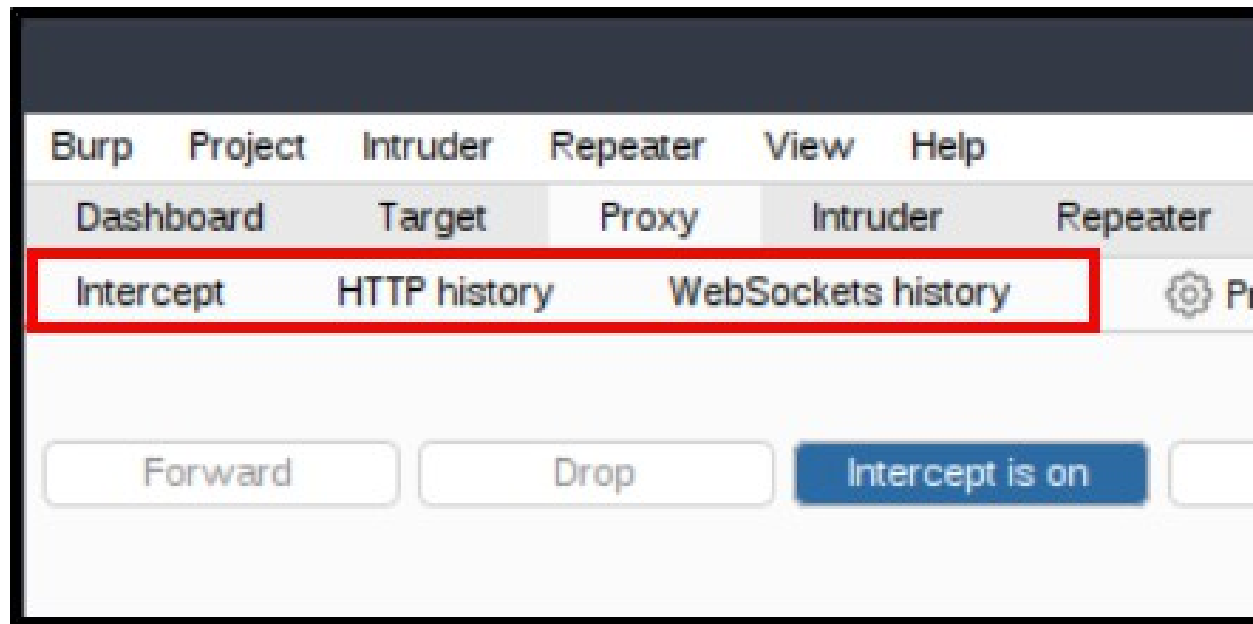 Burp Project Intruder Repeater View Help
Dashboard Target Proxy Intruder Repeater
Intercept HTTP history WebSockets history
Forward Drop Intercept is on